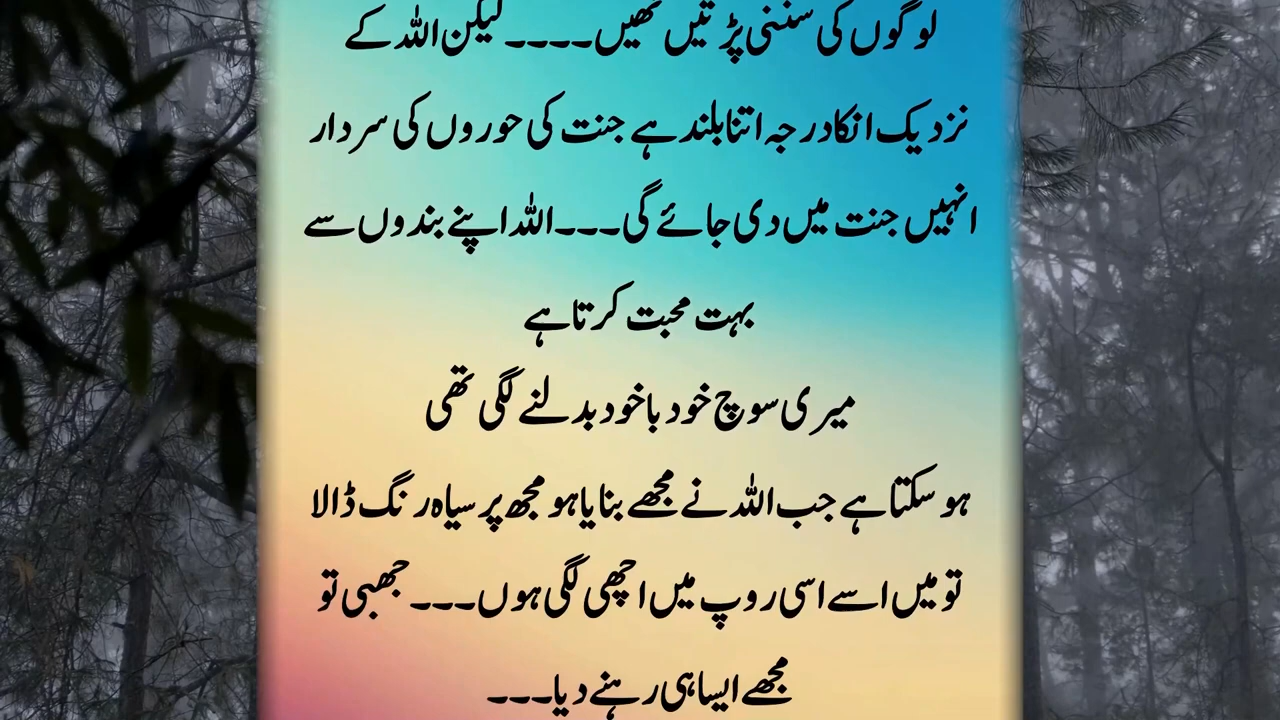 لوگوں کی سننی پڑتیں تھیں۔۔۔۔ لیکن اللہ کے
نزدیک انکا درجہ اتنا بلند ہے جنت کی حوروں کی سردار
انہیں جنت میں دی جائے گی۔۔۔ اللہ اپنے بندوں سے
بہت محبت کرتا ہے
میری سوچ خود باخود بدلنے لگی تھی
ہو سکتا ہے جب اللہ نے مجھے بنایا ہو مجھ پر سیاہ رنگ ڈالا
تو میں اسے اسی روپ میں اچھی لگی ہوں۔۔۔ جھبی تو
مجھے ایسا ہی رہنے دیا۔۔۔